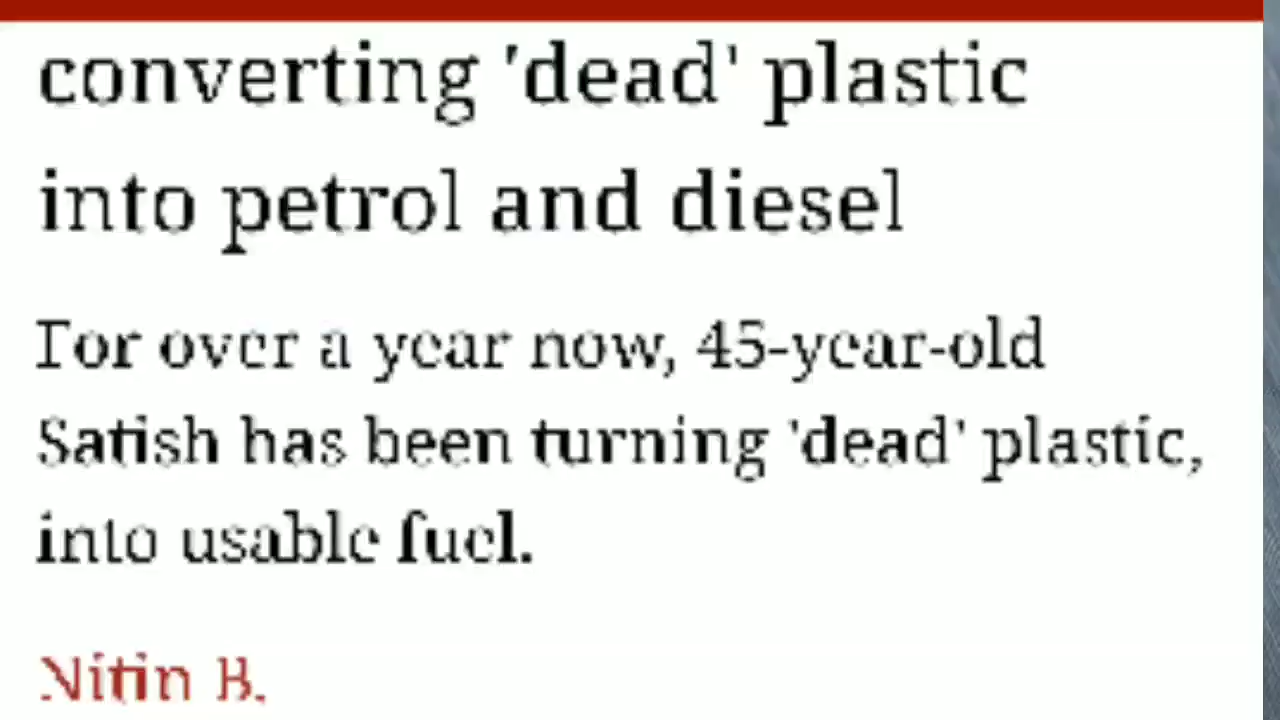 converting 'dead' plastic
into petrol and diesel
For over a year now, 45-year-old
Satish has been turning 'dead' plastic,
into usable fuel.
Nitin B.